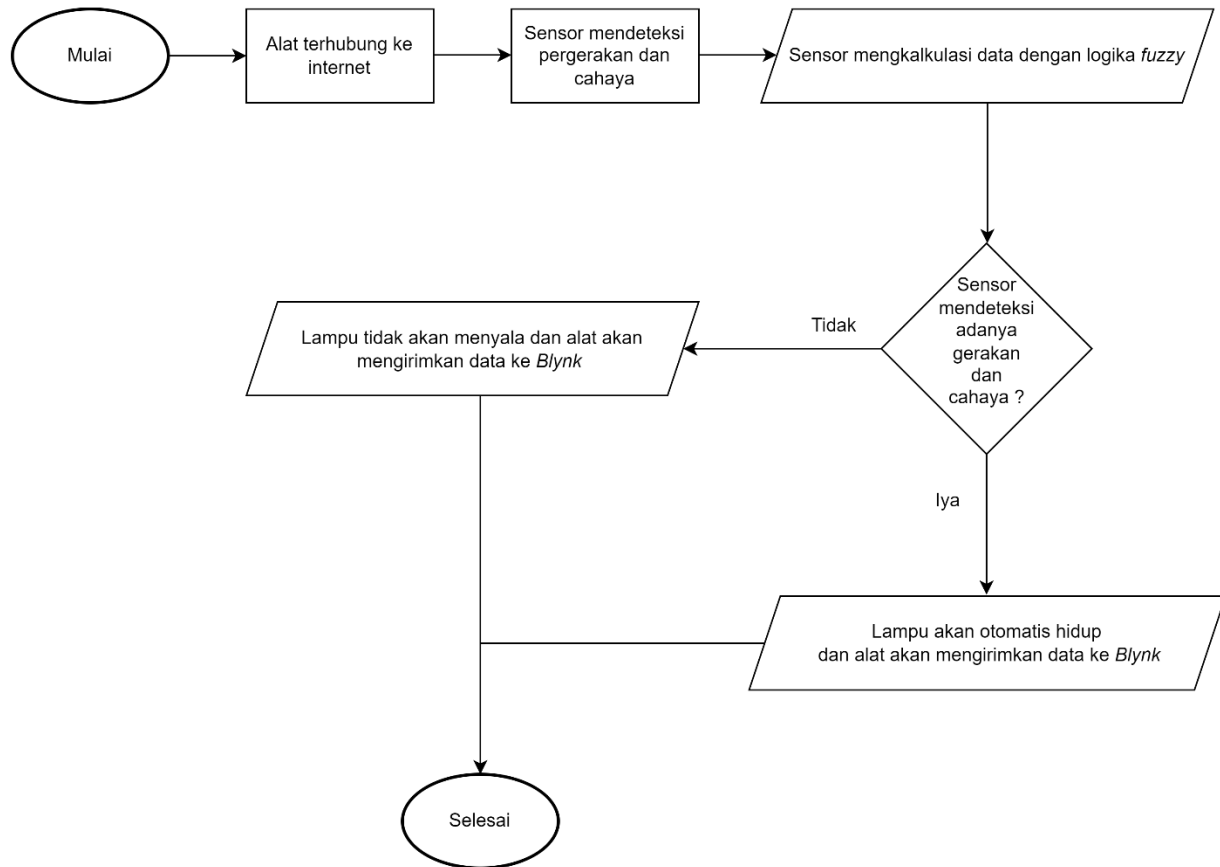 Mulai
Alat terhubung ke
internet
Sensor mendeteksi
pergerakan dan
cahaya
Sensor mengkalkulasi data dengan logika fuzzy
Sensor
mendeteksi
adanya
gerakan
dan
cahaya ?
Tidak
Lampu tidak akan menyala dan alat akan
mengirimkan data ke Blynk
Iya
Lampu akan otomatis hidup
dan alat akan mengirimkan data ke Blynk
Selesai